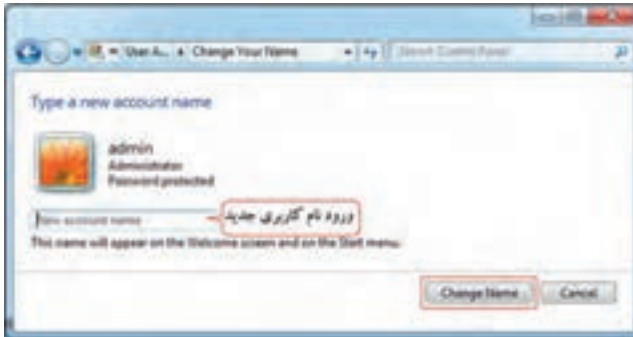 User A... Change Your Name Search Control Panel
Type a new account name
admin
Administrator
Password protected
New account name
ورود نام کاربری جدید
This name will appear on the Welcome screen and on the Start menu.
Change Name Cancel